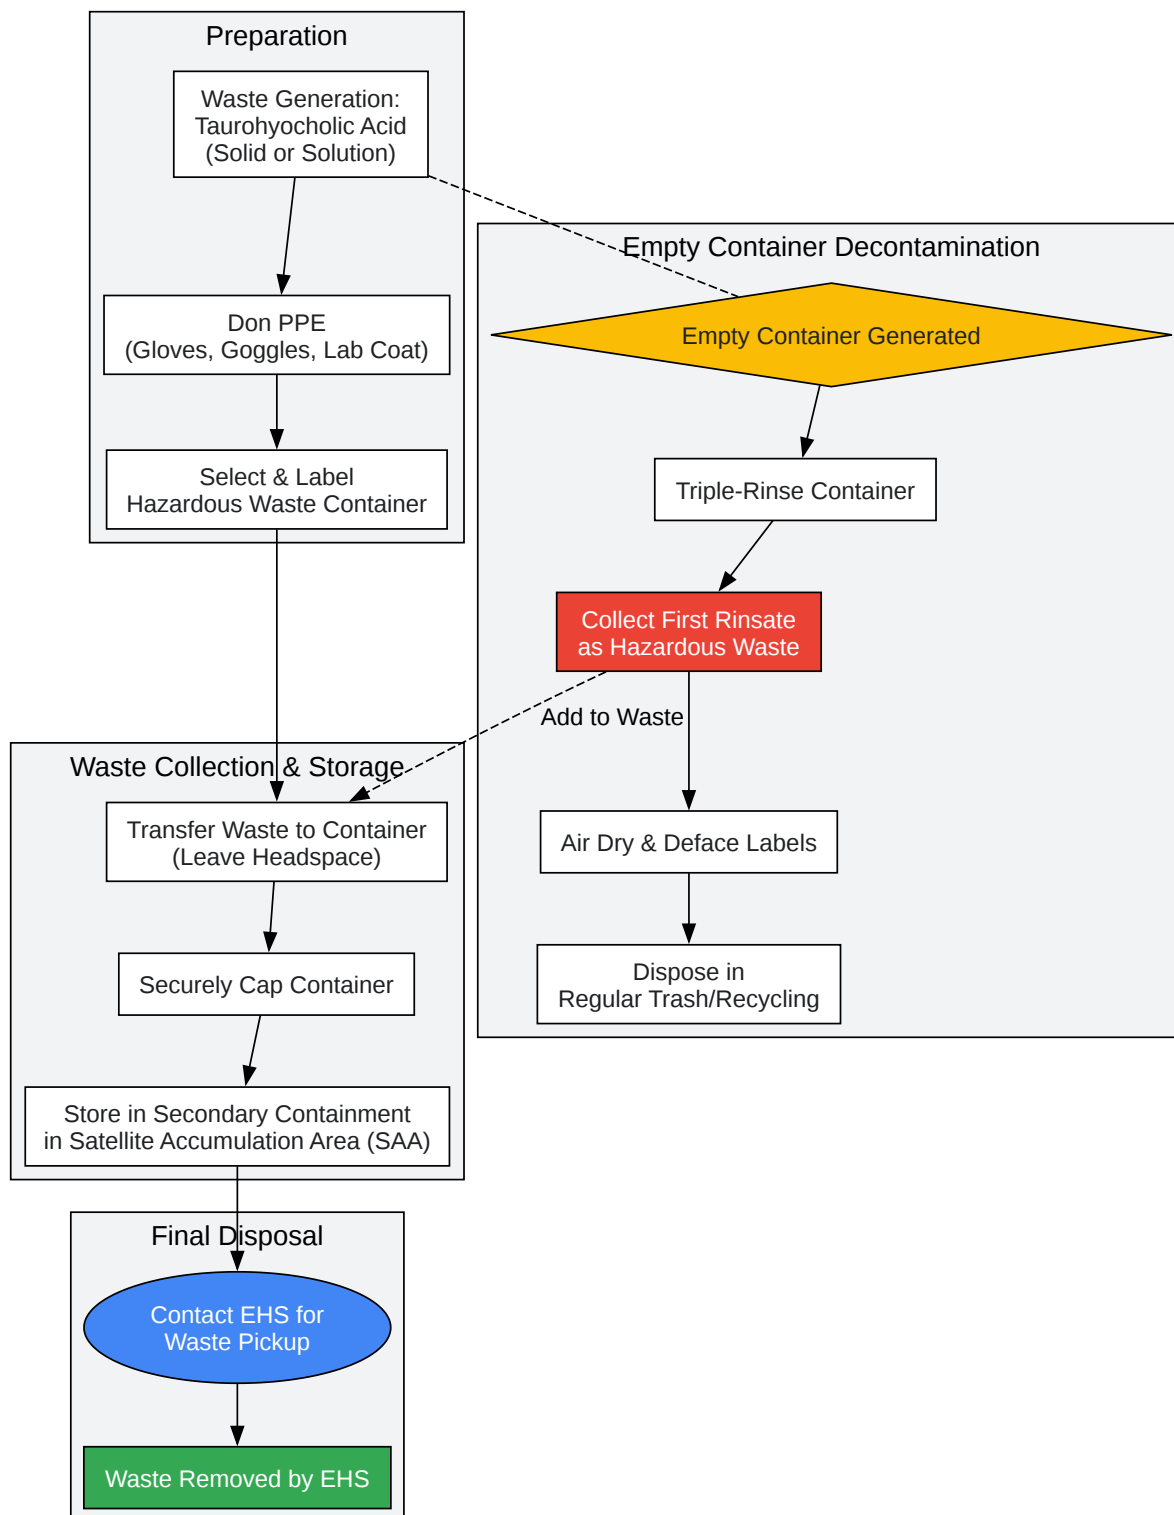 Preparation
Waste Generation:
Taurohyocholic Acid
(Solid or Solution)
Don PPE
(Gloves, Goggles, Lab Coat)
Select & Label
Hazardous Waste Container
Empty Container Decontamination
Empty Container Generated
Triple-Rinse Container
Collect First Rinsate
as Hazardous Waste
Add to Waste
Air Dry & Deface Labels
Dispose in
Regular Trash/Recycling
Waste Collection & Storage
Transfer Waste to Container
(Leave Headspace)
Securely Cap Container
Store in Secondary Containment
in Satellite Accumulation Area (SAA)
Final Disposal
Contact EHS for
Waste Pickup
Waste Removed by EHS